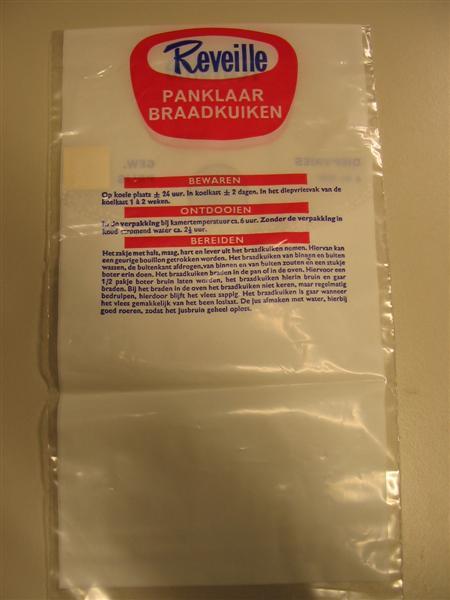 Reveille
PANKLAAR
BRAADKUIKEN
GEW.
DIEPVRIES
BEWAREN
Op koele plaats ± 24 uur. In koelkast ± 2 dagen. In het diepvriesvak van de
koelkast 1 à 2 weken.
ONTDOOIEN
In de verpakking bij kamertemperatuur ca. 6 uur. Zonder de verpakking in
koud stromend water ca. 2½ uur.
BEREIDEN
Het zakje met hals, maag, hart en lever uit het braadkuiken nemen. Hiervan kan
een geurige bouillon getrokken worden. Het braadkuiken van binnen en buiten
wassen, de buitenkant afdrogen, van binnen en van buiten zouten en een stukje
boter erin doen. Het braadkuiken braden in de pan of in de oven. Hiervoor een
1/2 pakje boter bruin laten worden, het braadkuiken hierin bruin en gaar
braden. Bij het braden in de oven het braadkuiken niet keren, maar regelmatig
bedruipen, hierdoor blijft het vlees sappig. Het braadkuiken is gaar wanneer
het vlees gemakkelijk van het been loslaat. De jus afmaken met water, hierbij
goed roeren, zodat het jusbruin geheel oplost.